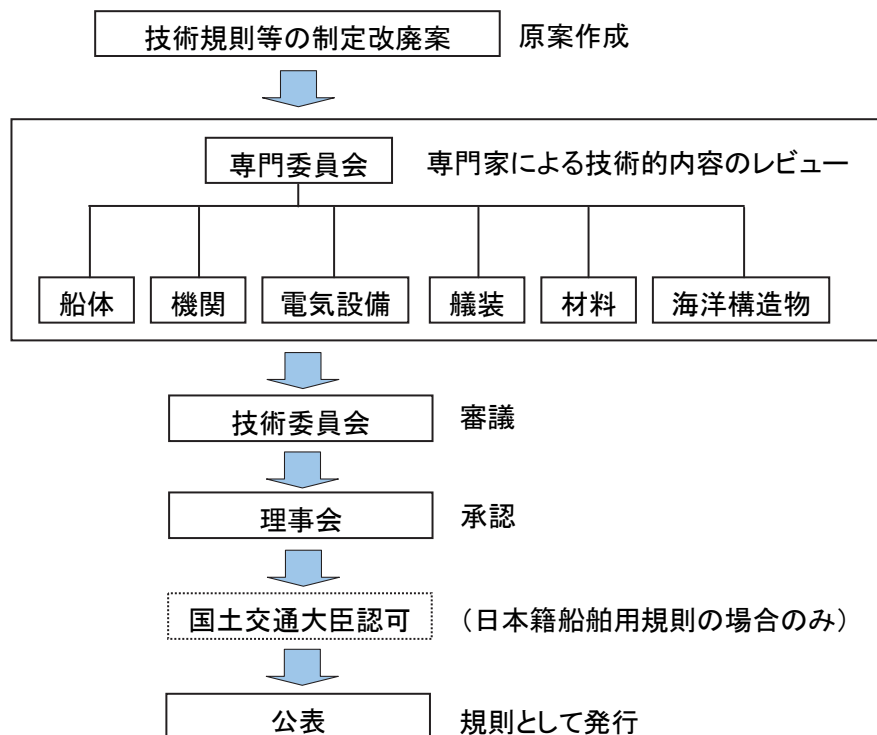 技術規則等の制定改廃案 原案作成
専門委員会 専門家による技術的内容のレビュー
船体 機関 電気設備 艤装 材料 海洋構造物
技術委員会 審議
理事会 承認
国土交通大臣認可 （日本籍船舶用規則の場合のみ）
公表 規則として発行